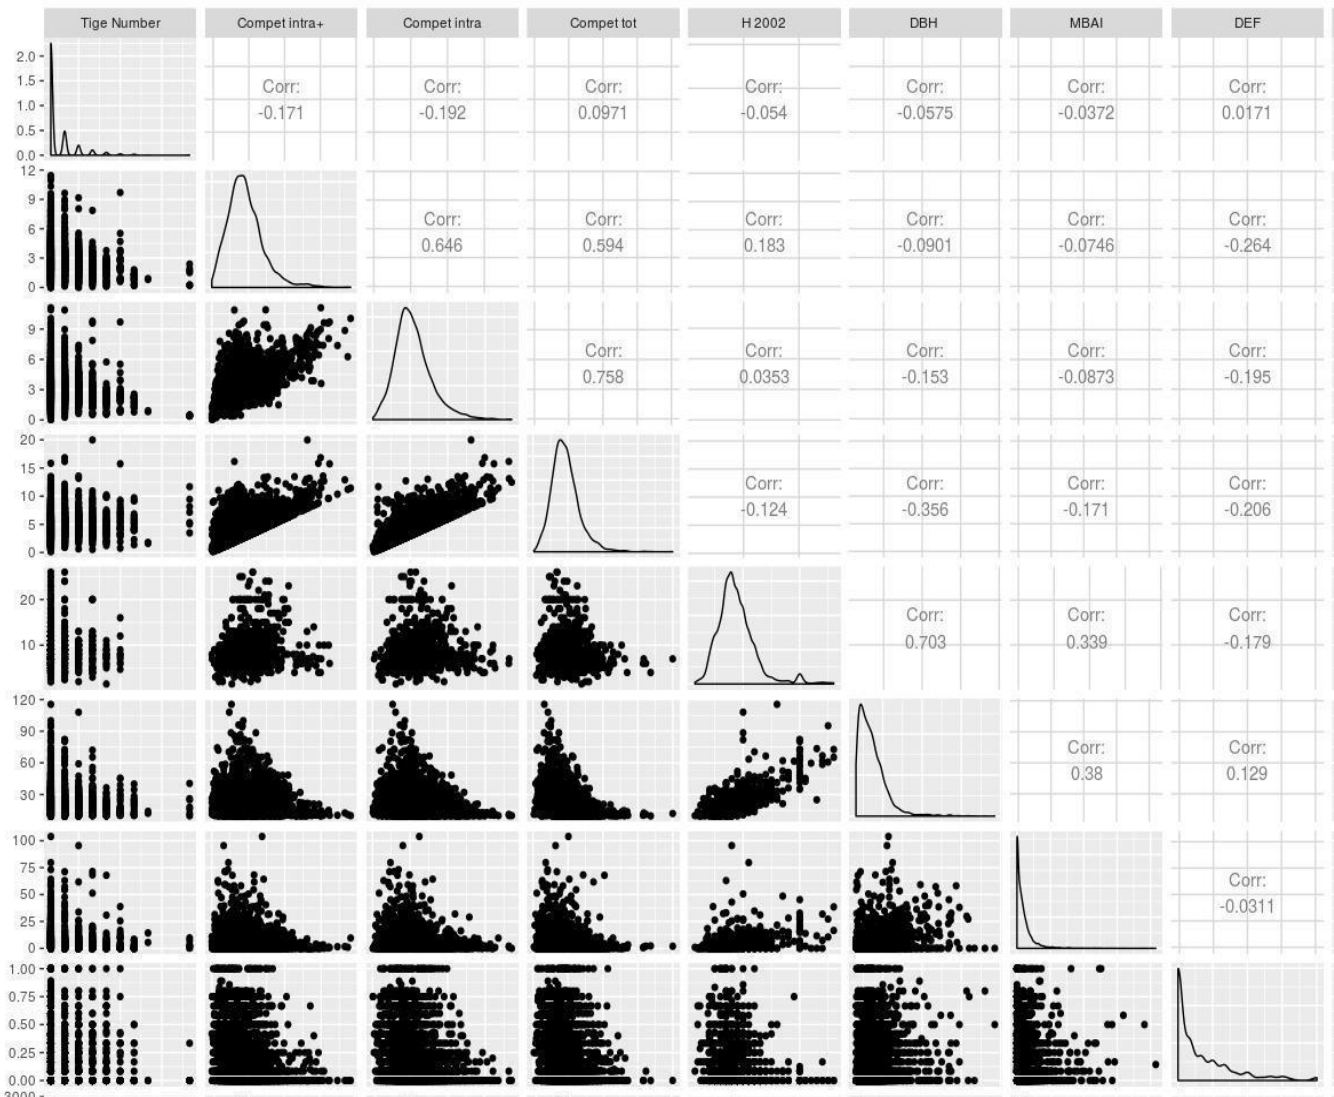 Tige Number Compet intra+ Compet intra Compet tot H 2002 DBH MBAI DEF
2.0
1.5
1.0
0.5
0.0
Corr: Corr: Corr: Corr: Corr: Corr: Corr:
-0.171 -0.192 0.0971 -0.054 -0.0575 -0.0372 0.0171
12
9
6
3
0
Corr: Corr: Corr: Corr: Corr: Corr:
0.646 0.594 0.183 -0.0901 -0.0746 -0.264
9
6
3
0
Corr: Corr: Corr: Corr: Corr:
0.758 0.0353 -0.153 -0.0873 -0.195
20
15
10
5
0
Corr: Corr: Corr: Corr:
-0.124 -0.356 -0.171 -0.206
20
10
Corr: Corr: Corr:
0.703 0.339 -0.179
120
90
60
30
Corr: Corr:
0.38 0.129
100
75
50
25
0
Corr:
-0.0311
1.00
0.75
0.50
0.25
0.00
3000